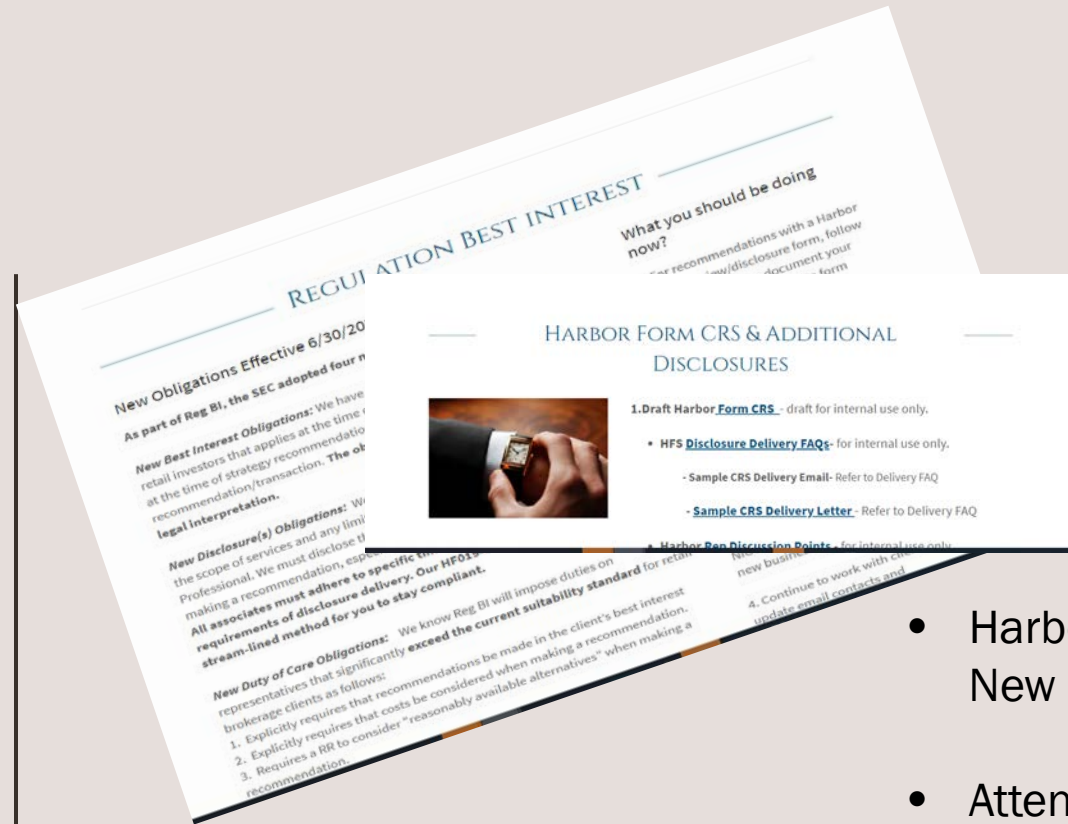 REGULATION BEST INTEREST
New Obligations Effective 6/30/20
As part of Reg BI, the SEC adopted four
New Best Interest Obligations: We have
retail investors that applies at the time
at the time of strategy recommendation
recommendation/transaction. The
legal interpretation.
New Disclosure(s) Obligations:
the scope of services and any
Professional. We must disclose
making a recommendation,
All associates must adhere to specific
requirements of disclosure delivery. Our
stream-lined method for you to stay compliant.
New Duty of Care Obligations: We know Reg BI will impose duties on
representatives that significantly exceed the current suitability standard for retail
brokerage clients as follows:
1. Explicitly requires that recommendations be made in the client's best interest
2. Explicitly requires that costs be considered when making a recommendation.
3. Requires a RR to consider "reasonably available alternatives" when making a
recommendation.
What you should be doing
now?
recommendations with a Harbor
form, follow
document your
form
new
4. Continue to work with
update email contacts and
HARBOR FORM CRS & ADDITIONAL
DISCLOSURES
1.Draft Harbor Form CRS - draft for internal use only.
• HFS Disclosure Delivery FAQs- for internal use only.
- Sample CRS Delivery Email- Refer to Delivery FAQ
- Sample CRS Delivery Letter - Refer to Delivery FAQ
• Harbor Rep Discussion Points - for internal use only
• Harb
New
• Atten